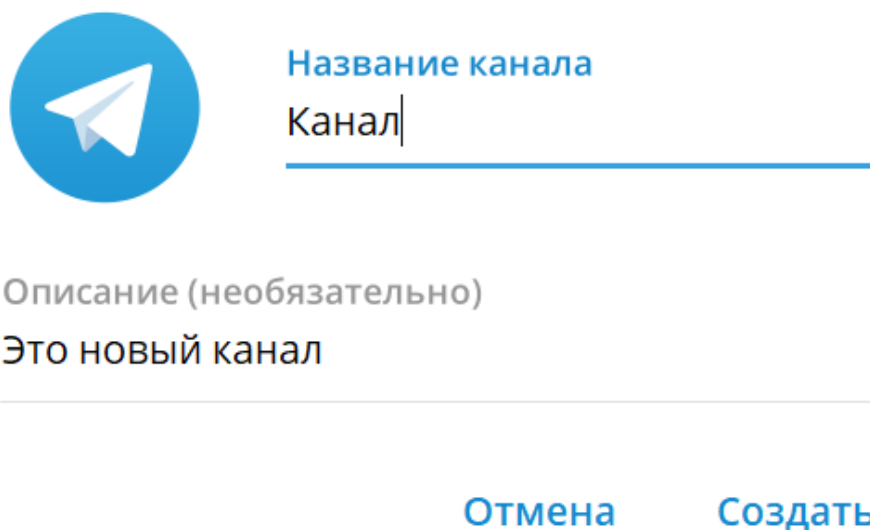 Название канала
Канал
Описание (необязательно)
Это новый канал
Отмена Создать